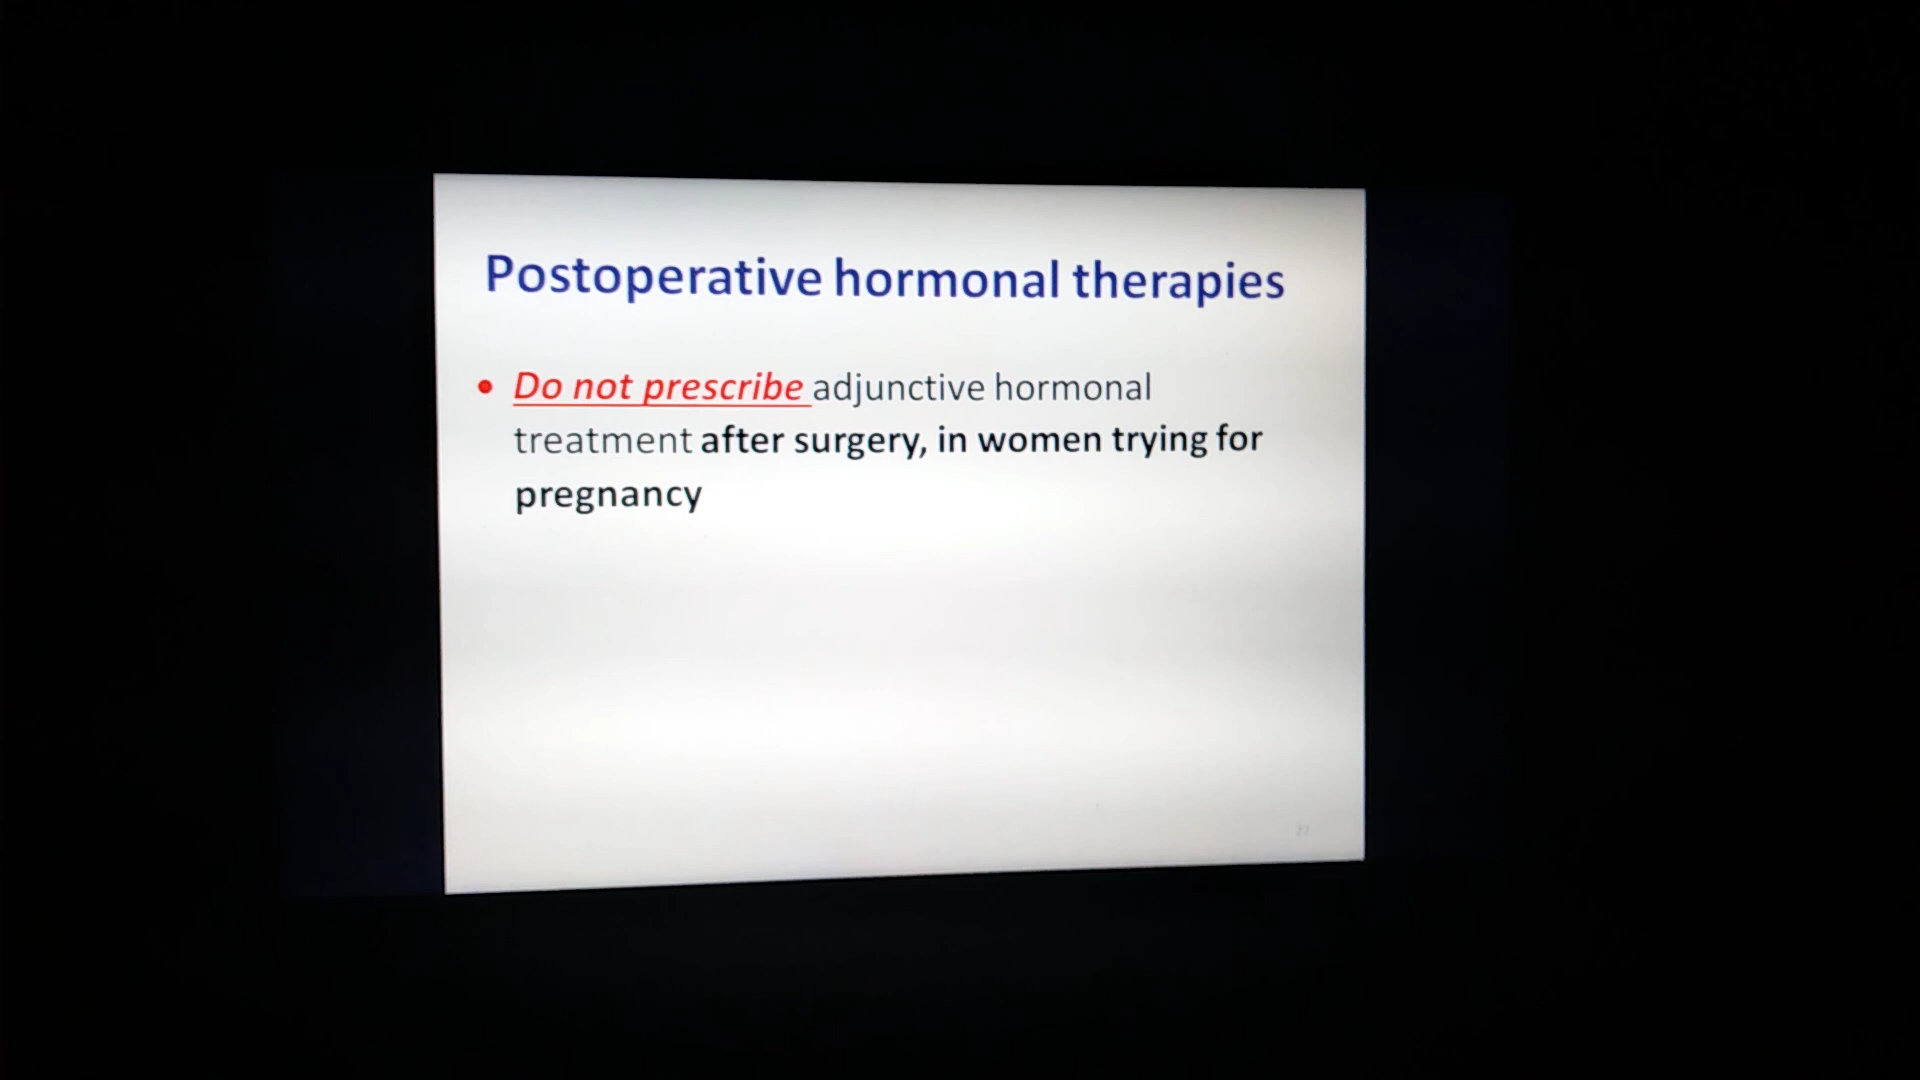 Postoperative hormonal therapies
• Do not prescribe adjunctive hormonal
treatment after surgery, in women trying for
pregnancy